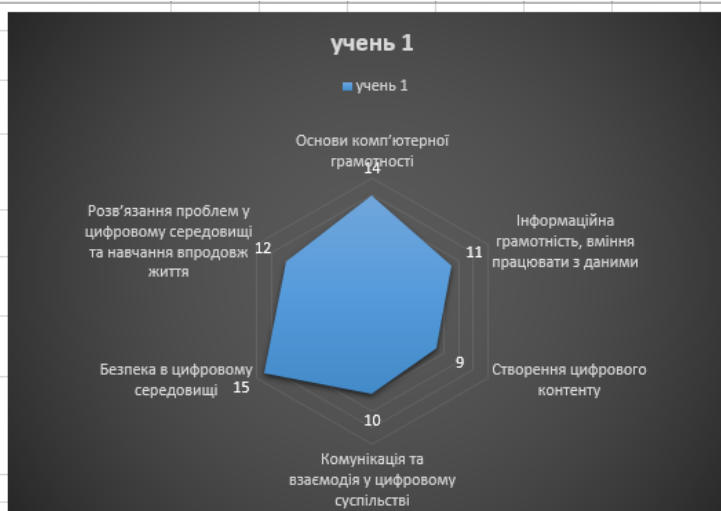 учень 1
учень 1
Основи комп’ютерної
грамотності
14
Інформаційна
грамотність, вміння
працювати з даними
11
Створення цифрового
контенту
9
Комунікація та
взаємодія у цифровому
суспільстві
10
Безпека в цифровому
середовищі
15
Розв’язання проблем у
цифровому середовищі
та навчання впродовж
життя
12